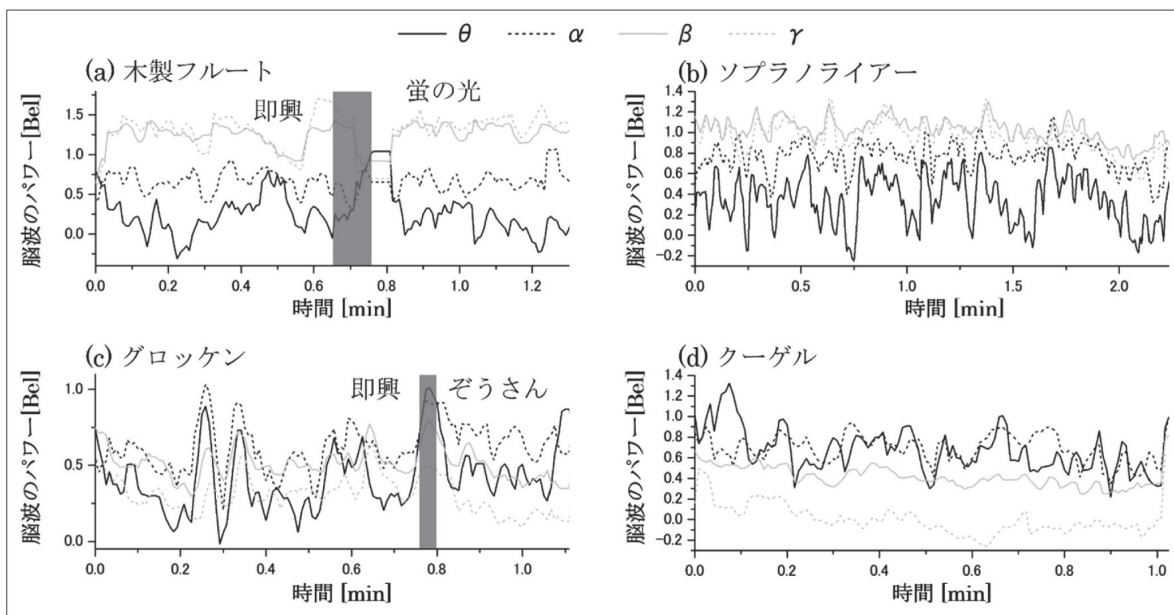 θ α β γ
(a) 木製フルート
即興 蛍の光
脳波のパワー[Bel]
1.5
1.0
0.5
0.0
0.0 0.2 0.4 0.6 0.8 1.0 1.2
時間 [min]
(b) ソプラノライアー
脳波のパワー[Bel]
1.4
1.2
1.0
0.8
0.6
0.4
0.2
0.0
−0.2
0.0 0.5 1.0 1.5 2.0
時間 [min]
(c) グロッケン
即興 ぞうさん
脳波のパワー[Bel]
1.0
0.5
0.0
0.0 0.2 0.4 0.6 0.8 1.0
時間 [min]
(d) クーゲル
脳波のパワー[Bel]
1.4
1.2
1.0
0.8
0.6
0.4
0.2
0.0
−0.2
0.0 0.2 0.4 0.6 0.8 1.0
時間 [min]